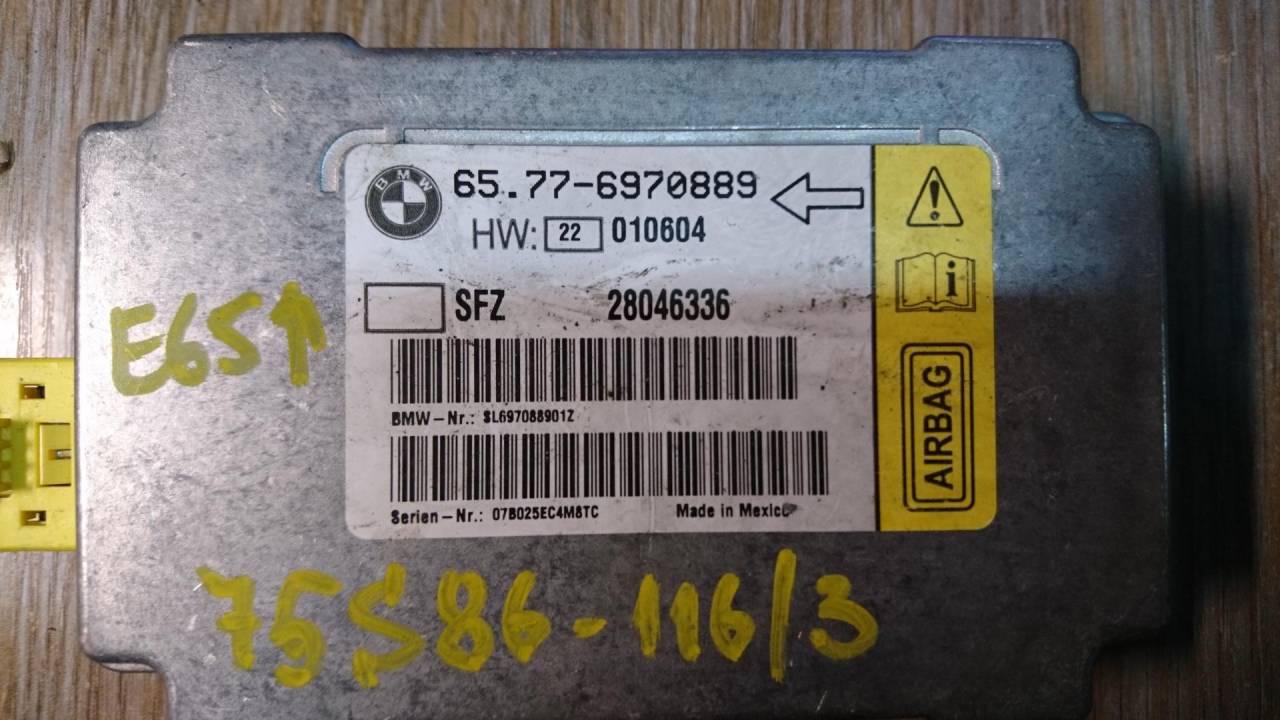 BMW
65.77-6970889
HW: 22 010604
SFZ 28046336
E65↑
BMW-Nr.: SL697088901Z
AIRBAG
Serien-Nr.: 07B025EC4M8TC Made in Mexico
75S86-116/3